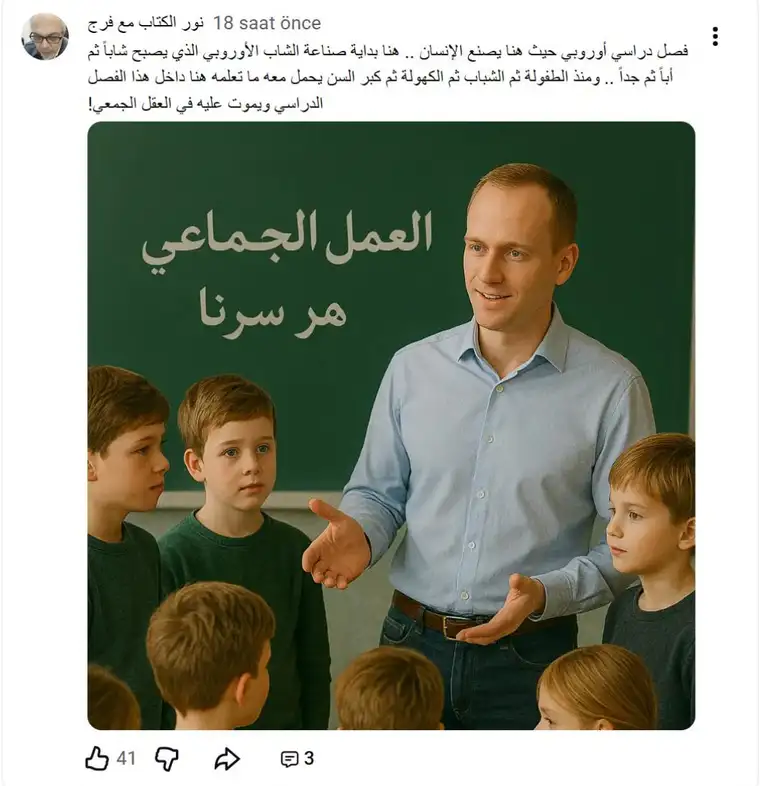 نور الكتاب مع فرج 18 saat önce
فصل دراسي أوروبي حيث هنا يصنع الإنسان .. هنا بداية صناعة الشاب الأوروبي الذي يصبح شاباً ثم
أباً ثم جداً .. ومنذ الطفولة ثم الشباب ثم الكهولة ثم كبر السن يحمل معه ما تعلمه هنا داخل هذا الفصل
الدراسي ويموت عليه في العقل الجمعي!
العمل الجماعي
هر سرنا
41 3